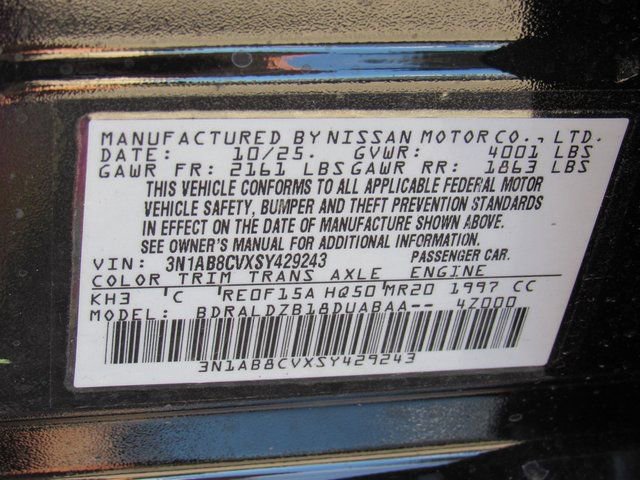 MANUFACTURED BY NISSAN MOTOR CO., LTD.
DATE: 10/25. GVWR: 4001 LBS
GAWR FR: 2161 LBS GAWR RR: 1863 LBS
THIS VEHICLE CONFORMS TO ALL APPLICABLE FEDERAL MOTOR
VEHICLE SAFETY, BUMPER AND THEFT PREVENTION STANDARDS
IN EFFECT ON THE DATE OF MANUFACTURE SHOWN ABOVE.
SEE OWNER'S MANUAL FOR ADDITIONAL INFORMATION.
VIN: 3N1AB8CVXSY429243 PASSENGER CAR.
COLOR TRIM TRANS AXLE ENGINE
KH3 C RE0F15A HQ50 MR20 1997 CC
BDRALDZB18DUABAA-- 4Z000
3N1AB8CVXSY429243